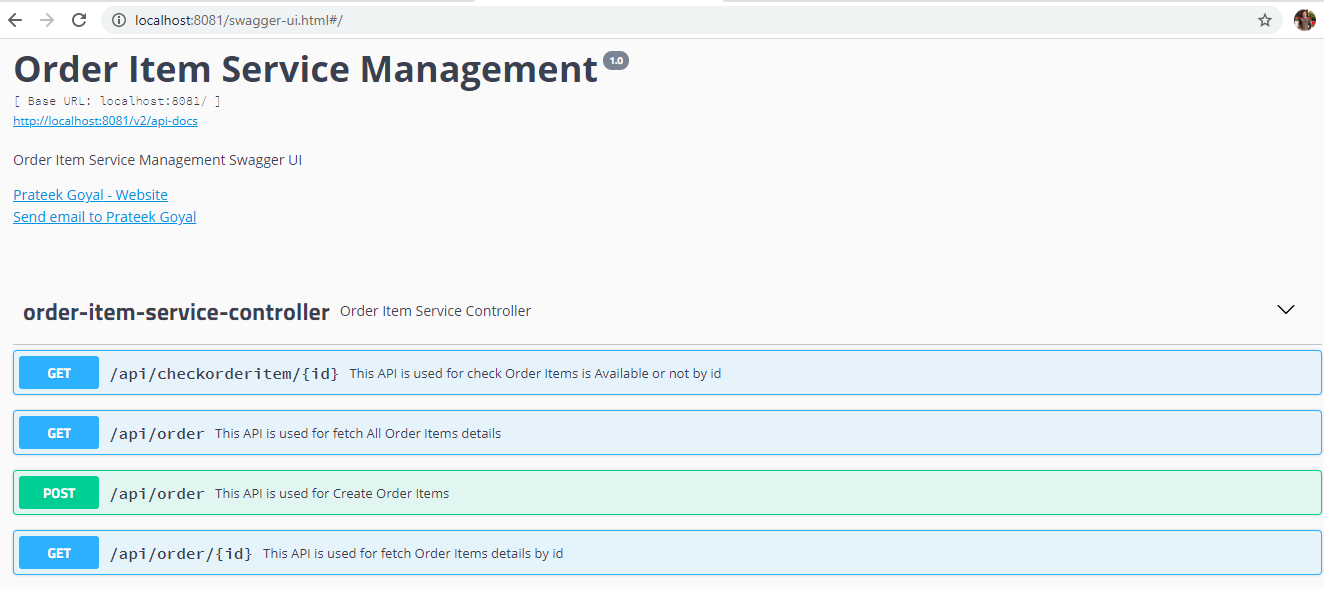 localhost:8081/swagger-ui.html#/
Order Item Service Management 1.0
[ Base URL: localhost:8081/ ]
http://localhost:8081/v2/api-docs
Order Item Service Management Swagger UI
Prateek Goyal - Website
Send email to Prateek Goyal
order-item-service-controller Order Item Service Controller
GET /api/checkorderitem/{id} This API is used for check Order Items is Available or not by id
GET /api/order This API is used for fetch All Order Items details
POST /api/order This API is used for Create Order Items
GET /api/order/{id} This API is used for fetch Order Items details by id